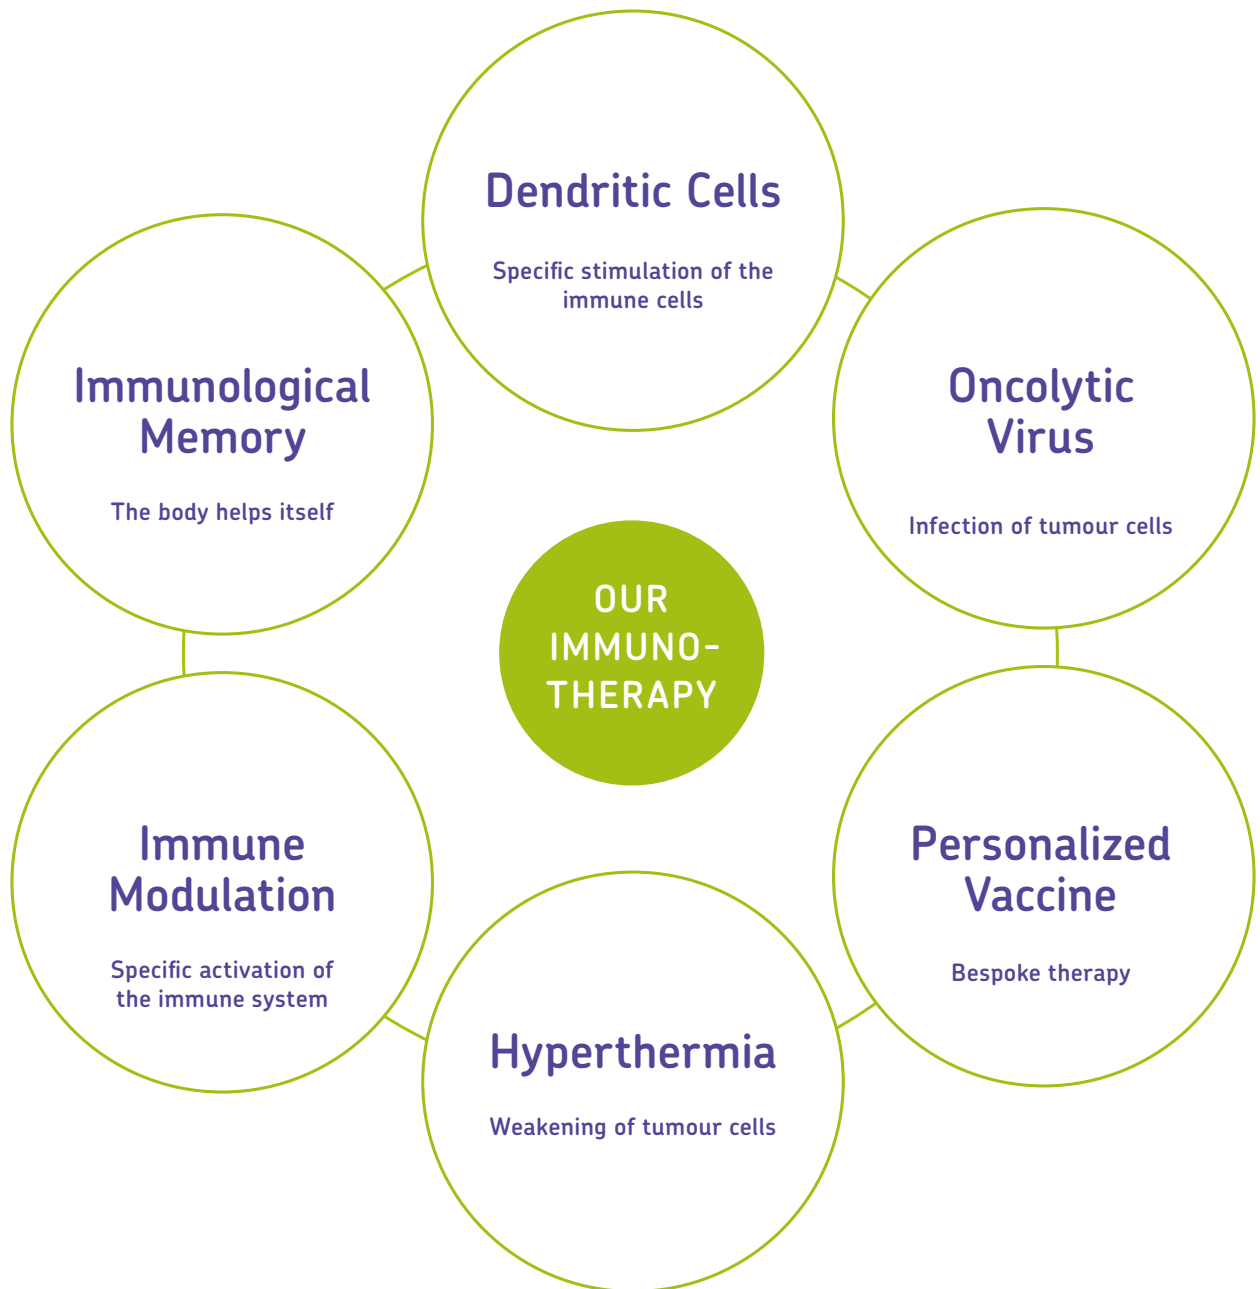 Dendritic Cells
Specific stimulation of the
immune cells
Immunological
Memory
The body helps itself
Oncolytic
Virus
Infection of tumour cells
OUR
IMMUNO-
THERAPY
Immune
Modulation
Specific activation of
the immune system
Personalized
Vaccine
Bespoke therapy
Hyperthermia
Weakening of tumour cells